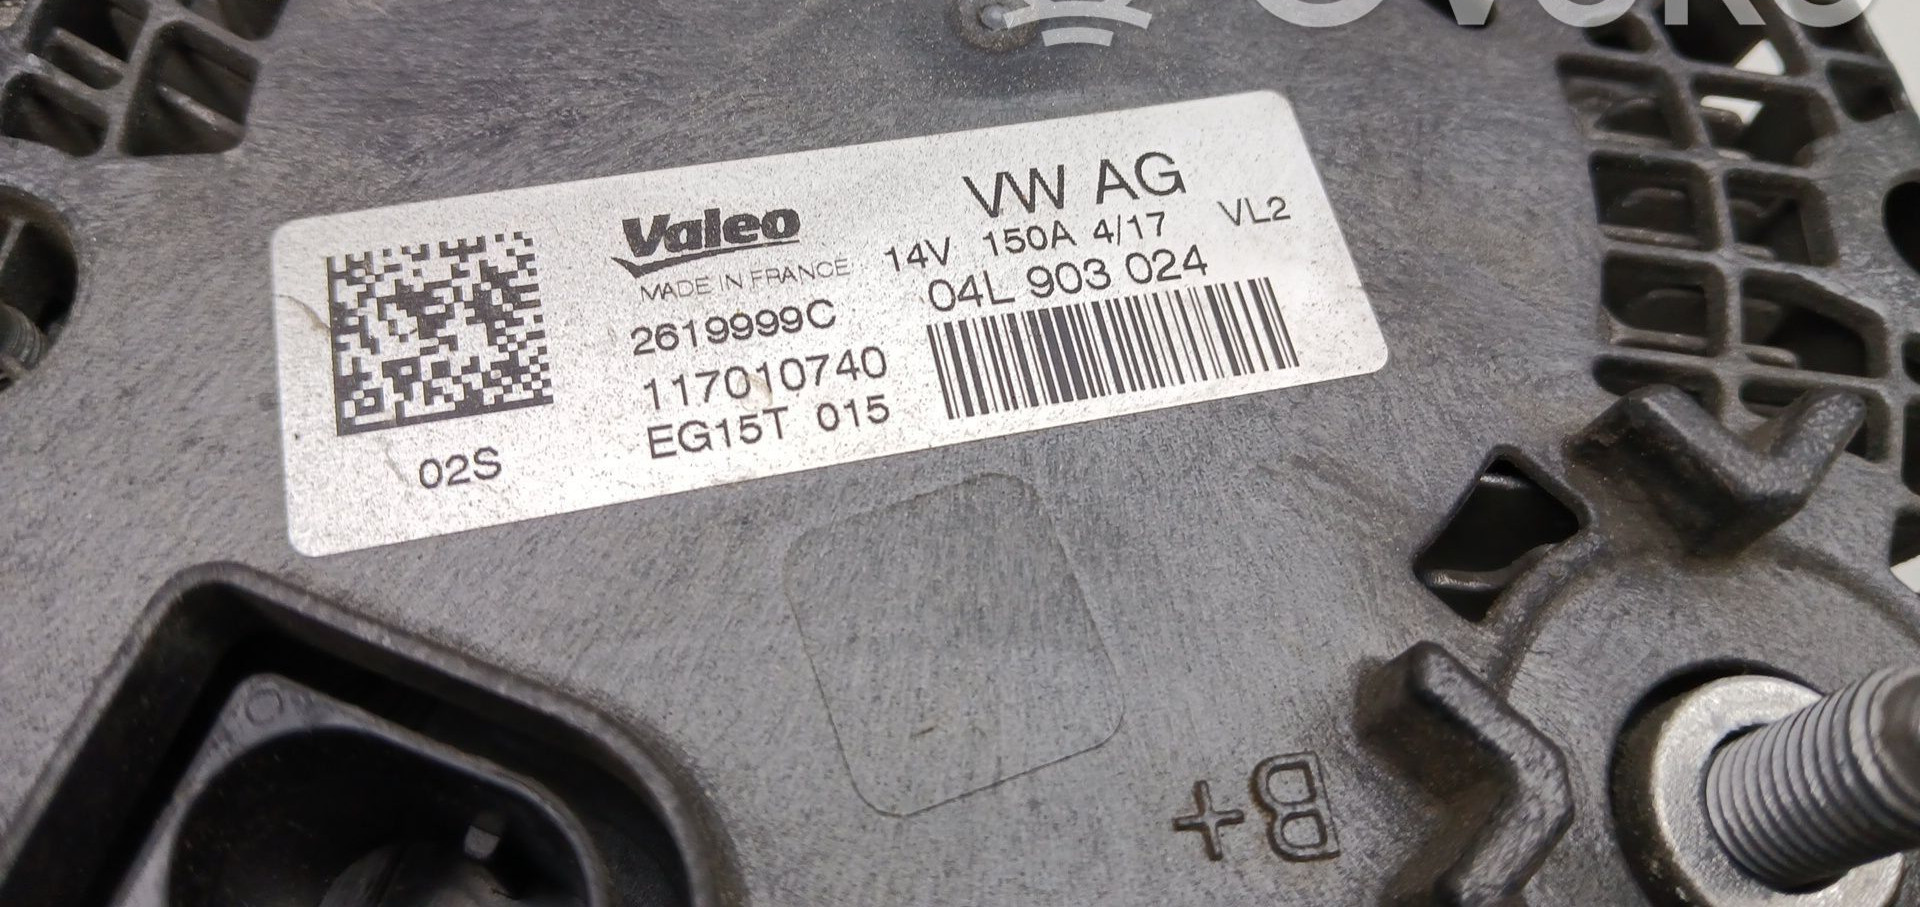 Valeo
MADE IN FRANCE
2619999C
117010740
EG15T 015
02S
VW AG
14V 150A 4/17 VL2
04L 903 024
B+